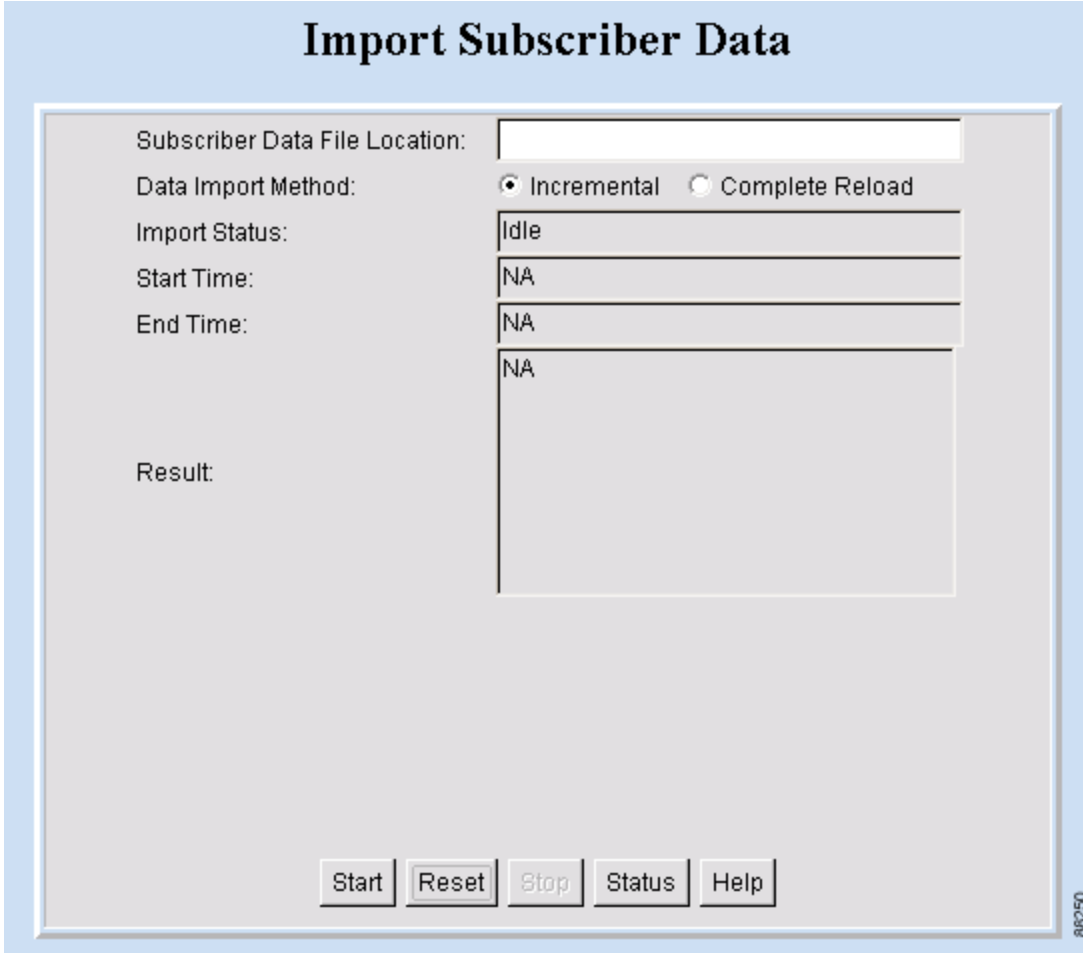 Import Subscriber Data
Subscriber Data File Location:
Data Import Method: Incremental Complete Reload
Import Status: Idle
Start Time: NA
End Time: NA
NA
Result:
Start Reset Stop Status Help
88250